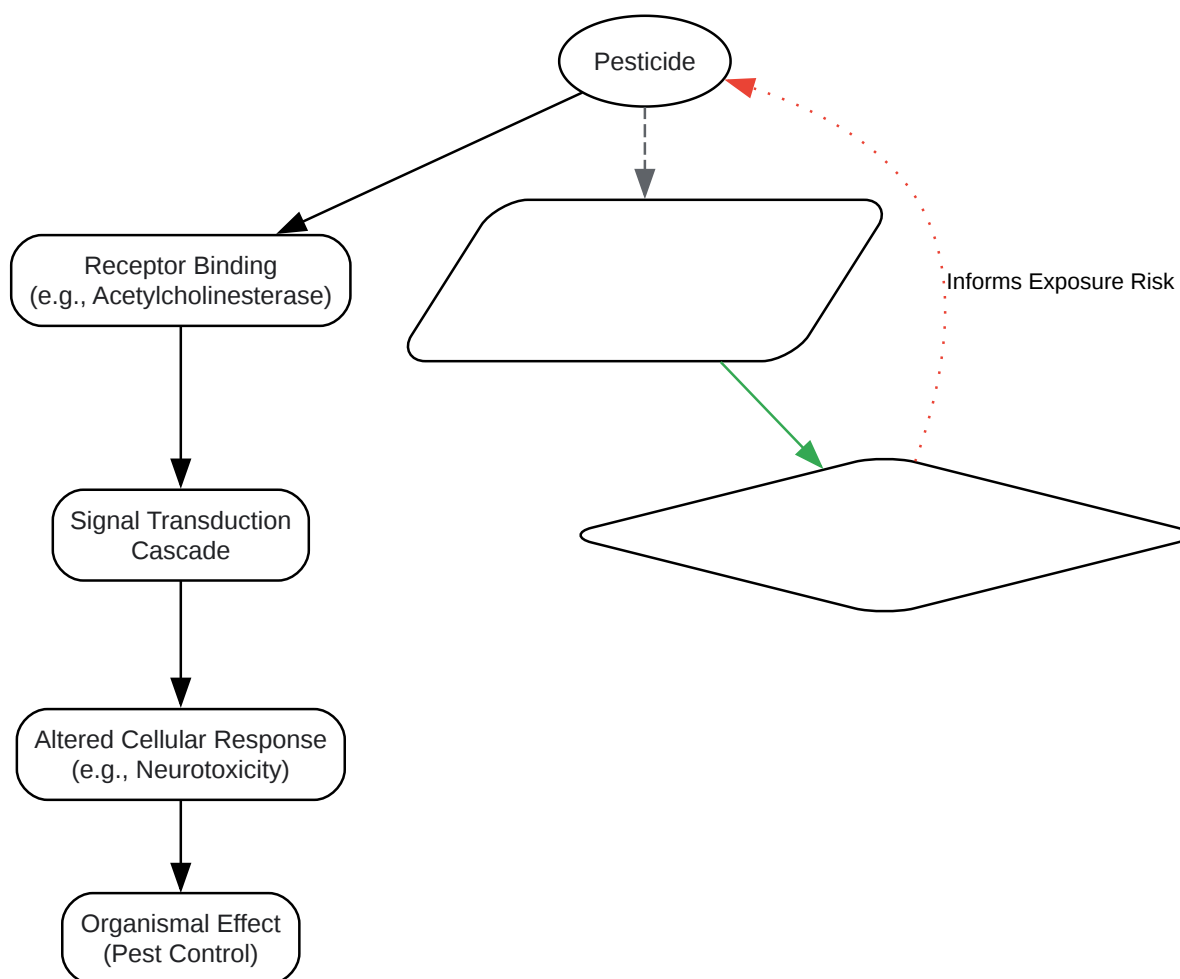 Pesticide
Receptor Binding
(e.g., Acetylcholinesterase)
Informs Exposure Risk
Signal Transduction
Cascade
Altered Cellular Response
(e.g., Neurotoxicity)
Organismal Effect
(Pest Control)